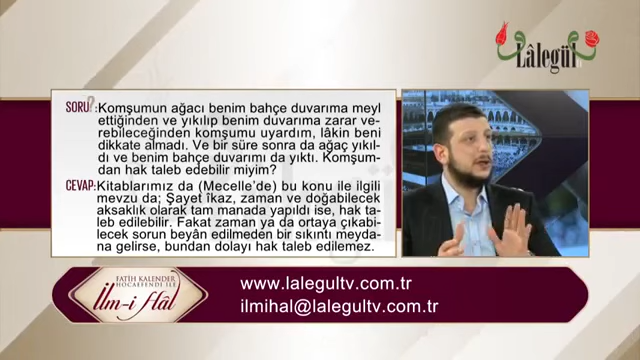 Lâlegül
SORU?:Komşumun ağacı benim bahçe duvarıma meyl
ettiğinden ve yıkılıp benim duvarıma zarar ve-
rebileceğinden komşumu uyardım, lâkin beni
dikkate almadı. Ve bir süre sonra da ağaç yıkıl-
dı ve benim bahçe duvarımı da yıktı. Komşum-
dan hak taleb edebilir miyim?
CEVAP:Kitablarımız da (Mecelle'de) bu konu ile ilgili
mevzu da; Şayet îkaz, zaman ve doğabilecek
aksaklık olarak tam manada yapıldı ise, hak ta-
leb edilebilir. Fakat zaman ya da ortaya çıkabi-
lecek sorun beyân edilmeden bir sıkıntı meyda-
na gelirse, bundan dolayı hak taleb edilemez.
FATİH KALENDER
HOCAEFENDİ İLE
İlm-i Hâl
www.lalegultv.com.tr
ilmihal@lalegultv.com.tr